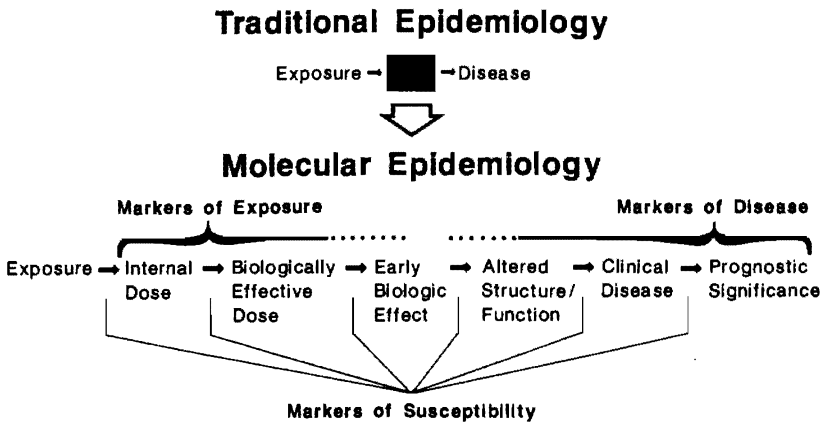 Traditional Epidemiology
Exposure → → Disease
Molecular Epidemiology
Markers of Exposure
Markers of Disease
Exposure → Internal Dose → Biologically Effective Dose → Early Biologic Effect → Altered Structure/ Function → Clinical Disease → Prognostic Significance
Markers of Susceptibility